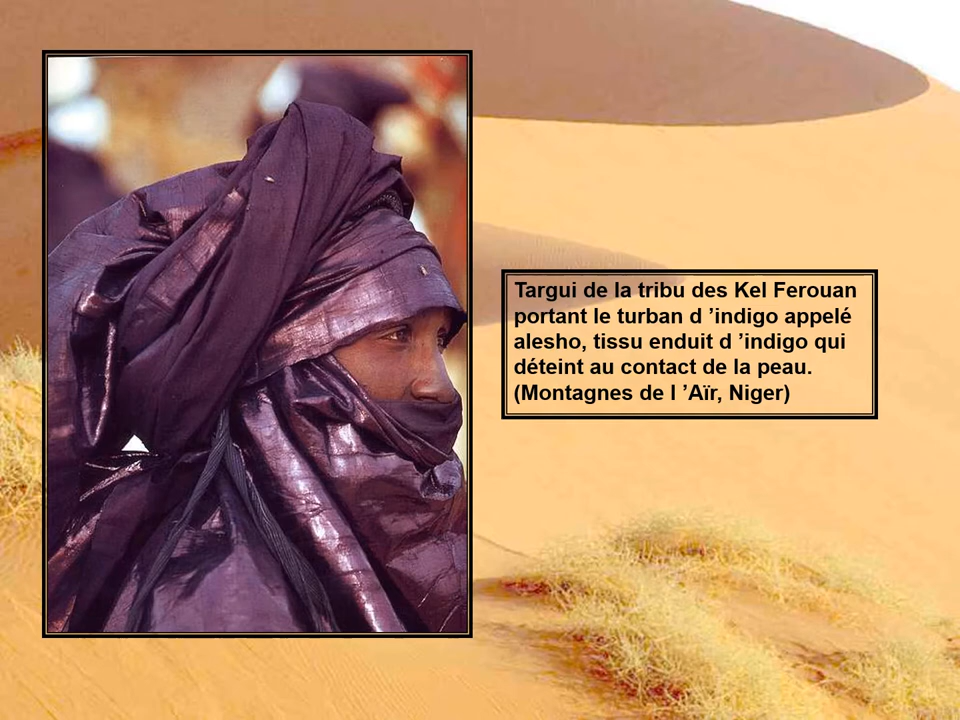 Targui de la tribu des Kel Ferouan
portant le turban d ’indigo appelé
alesho, tissu enduit d ’indigo qui
déteint au contact de la peau.
(Montagnes de l ’Aïr, Niger)